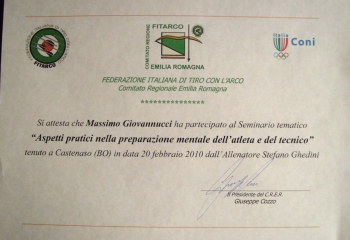 FITARCO
FITARCO
COMITATO REGIONE
EMILIA ROMAGNA
Italia
Coni
FEDERAZIONE ITALIANA DI TIRO CON L'ARCO
Comitato Regionale Emilia Romagna
***************
Si attesta che Massimo Giovannucci ha partecipato al Seminario tematico
"Aspetti pratici nella preparazione mentale dell'atleta e del tecnico"
tenuto a Castenaso (BO) in data 20 febbraio 2010 dall'Allenatore Stefano Ghedini
Il Presidente del C.R.E.R.
Giuseppe Cozzo